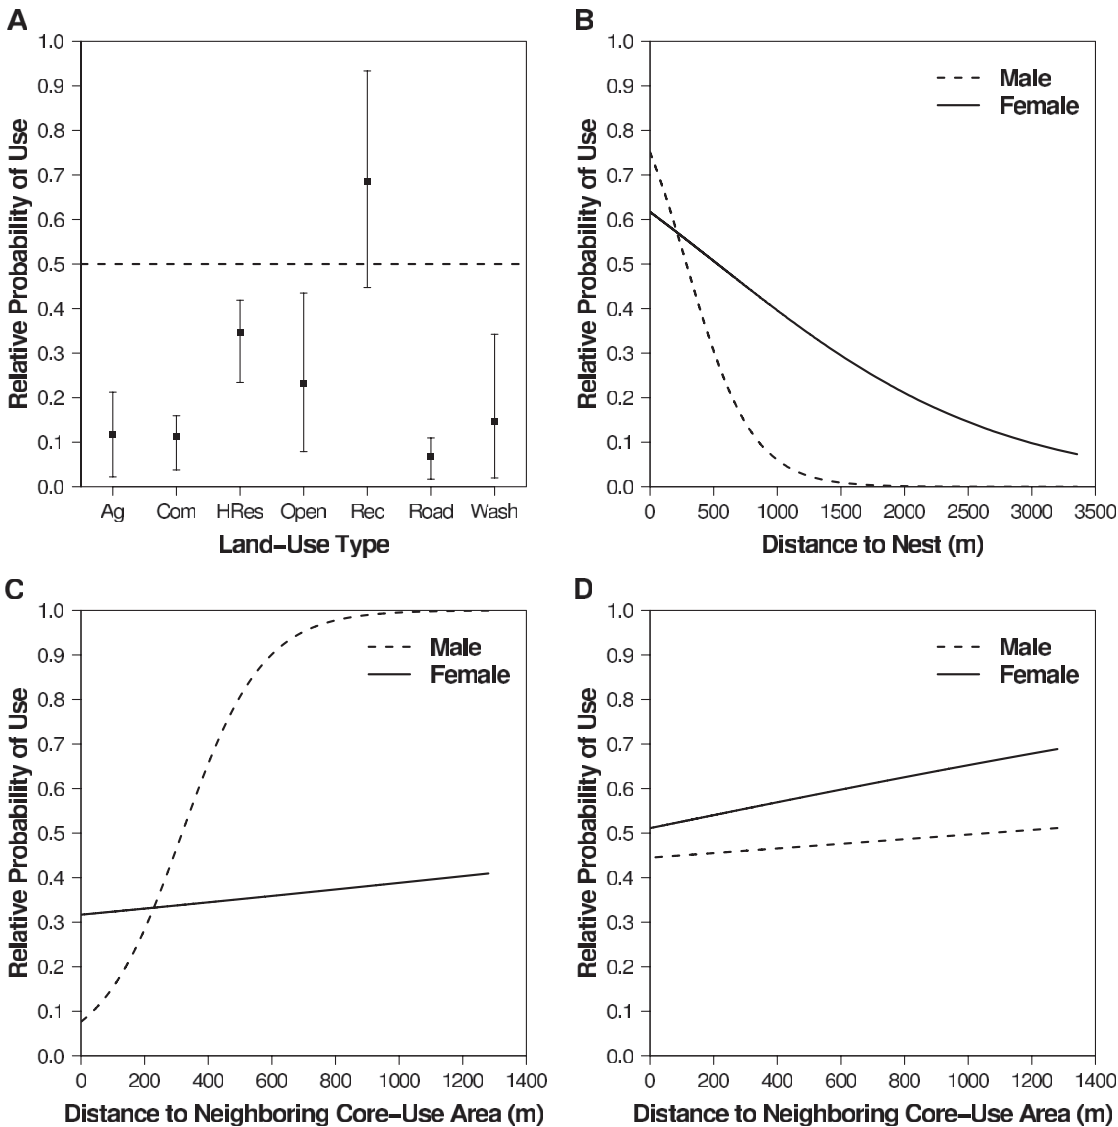 A
1.0
0.9
0.8
0.7
0.6
0.5
0.4
0.3
0.2
0.1
0.0
Relative Probability of Use
Ag Com HRes Open Rec Road Wash
Land–Use Type
B
1.0
0.9
0.8
0.7
0.6
0.5
0.4
0.3
0.2
0.1
0.0
Relative Probability of Use
Male
Female
0 500 1000 1500 2000 2500 3000 3500
Distance to Nest (m)
C
1.0
0.9
0.8
0.7
0.6
0.5
0.4
0.3
0.2
0.1
0.0
Relative Probability of Use
Male
Female
0 200 400 600 800 1000 1200 1400
Distance to Neighboring Core–Use Area (m)
D
1.0
0.9
0.8
0.7
0.6
0.5
0.4
0.3
0.2
0.1
0.0
Relative Probability of Use
Male
Female
0 200 400 600 800 1000 1200 1400
Distance to Neighboring Core–Use Area (m)